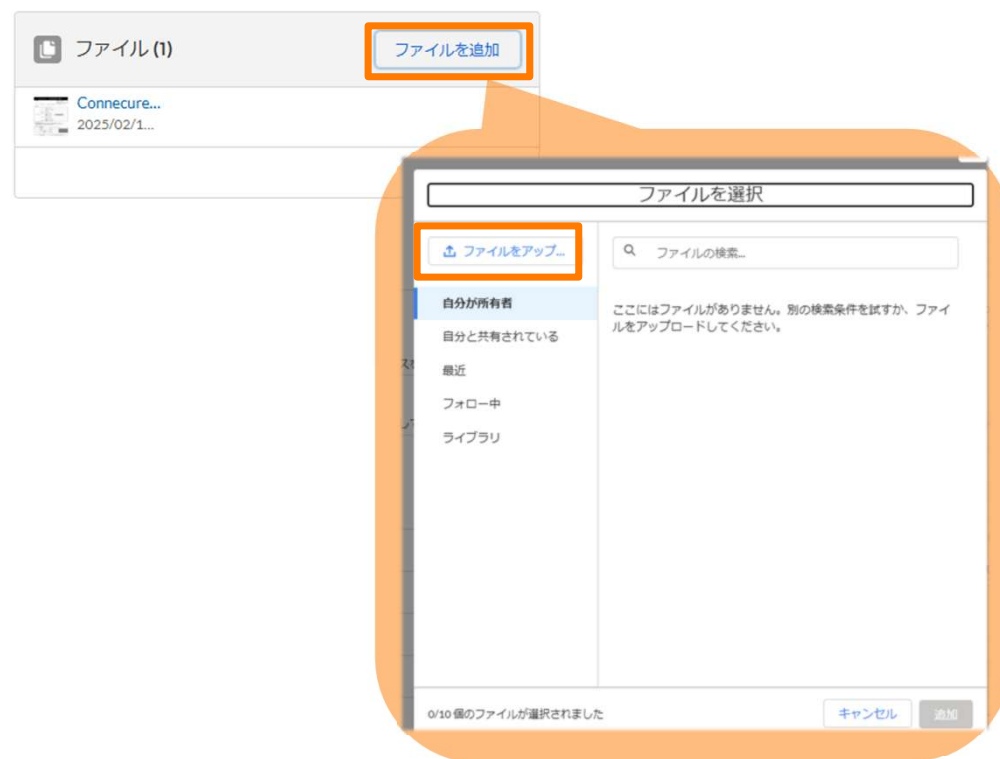 ファイル (1)
ファイルを追加
Connecure...
2025/02/1...
ファイルを選択
ファイルをアップ...
ファイルの検索...
自分が所有者
自分と共有されている
最近
フォロー中
ライブラリ
ここにはファイルがありません。別の検索条件を試すか、ファイ
ルをアップロードしてください。
0/10 個のファイルが選択されました
キャンセル
追加